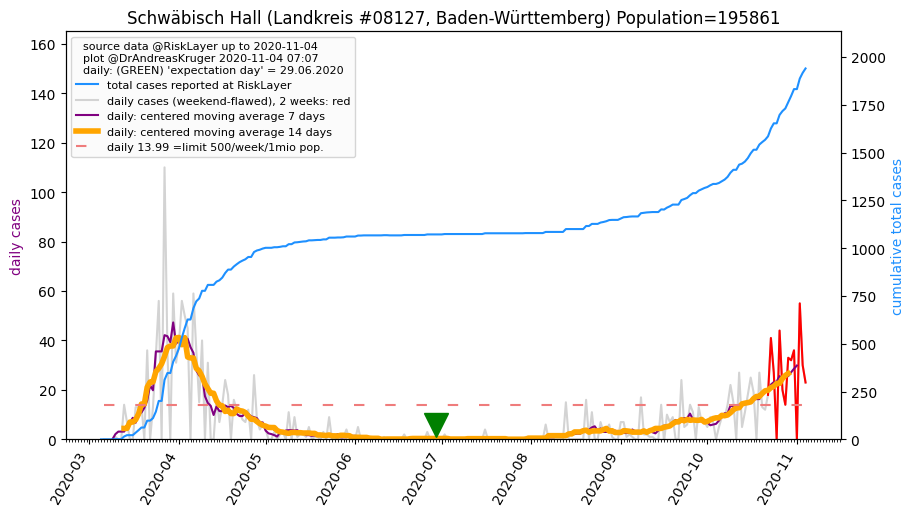 Schwäbisch Hall (Landkreis #08127, Baden-Württemberg) Population=195861
source data @RiskLayer up to 2020-11-04
plot @DrAndreasKruger 2020-11-04 07:07
daily: (GREEN) 'expectation day' = 29.06.2020
total cases reported at RiskLayer
daily cases (weekend-flawed), 2 weeks: red
daily: centered moving average 7 days
daily: centered moving average 14 days
daily 13.99 =limit 500/week/1mio pop.
daily cases
160
140
120
100
80
60
40
20
0
cumulative total cases
2000
1750
1500
1250
1000
750
500
250
0
2020-03
2020-04
2020-05
2020-06
2020-07
2020-08
2020-09
2020-10
2020-11